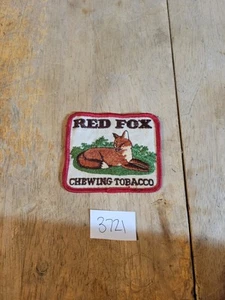 RED FOX
CHEWING TOBACCO
3721